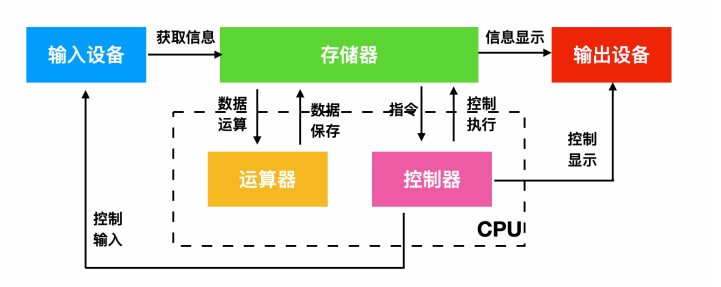 获取信息
信息显示
输入设备
存储器
输出设备
数据
运算
数据
保存
指令
控制
执行
控制
显示
运算器
控制器
控制
输入
CPU